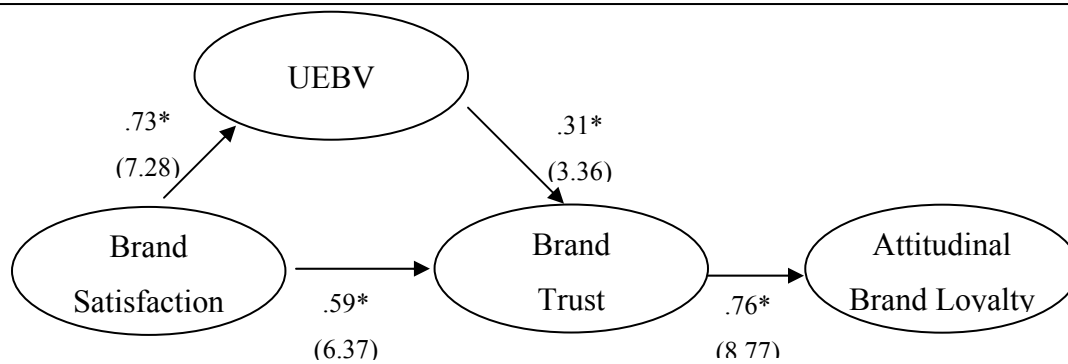 UEBV
.73*
(7.28)
.31*
(3.36)
Brand
Satisfaction
.59*
(6.37)
Brand
Trust
.76*
(8.77)
Attitudinal
Brand Loyalty